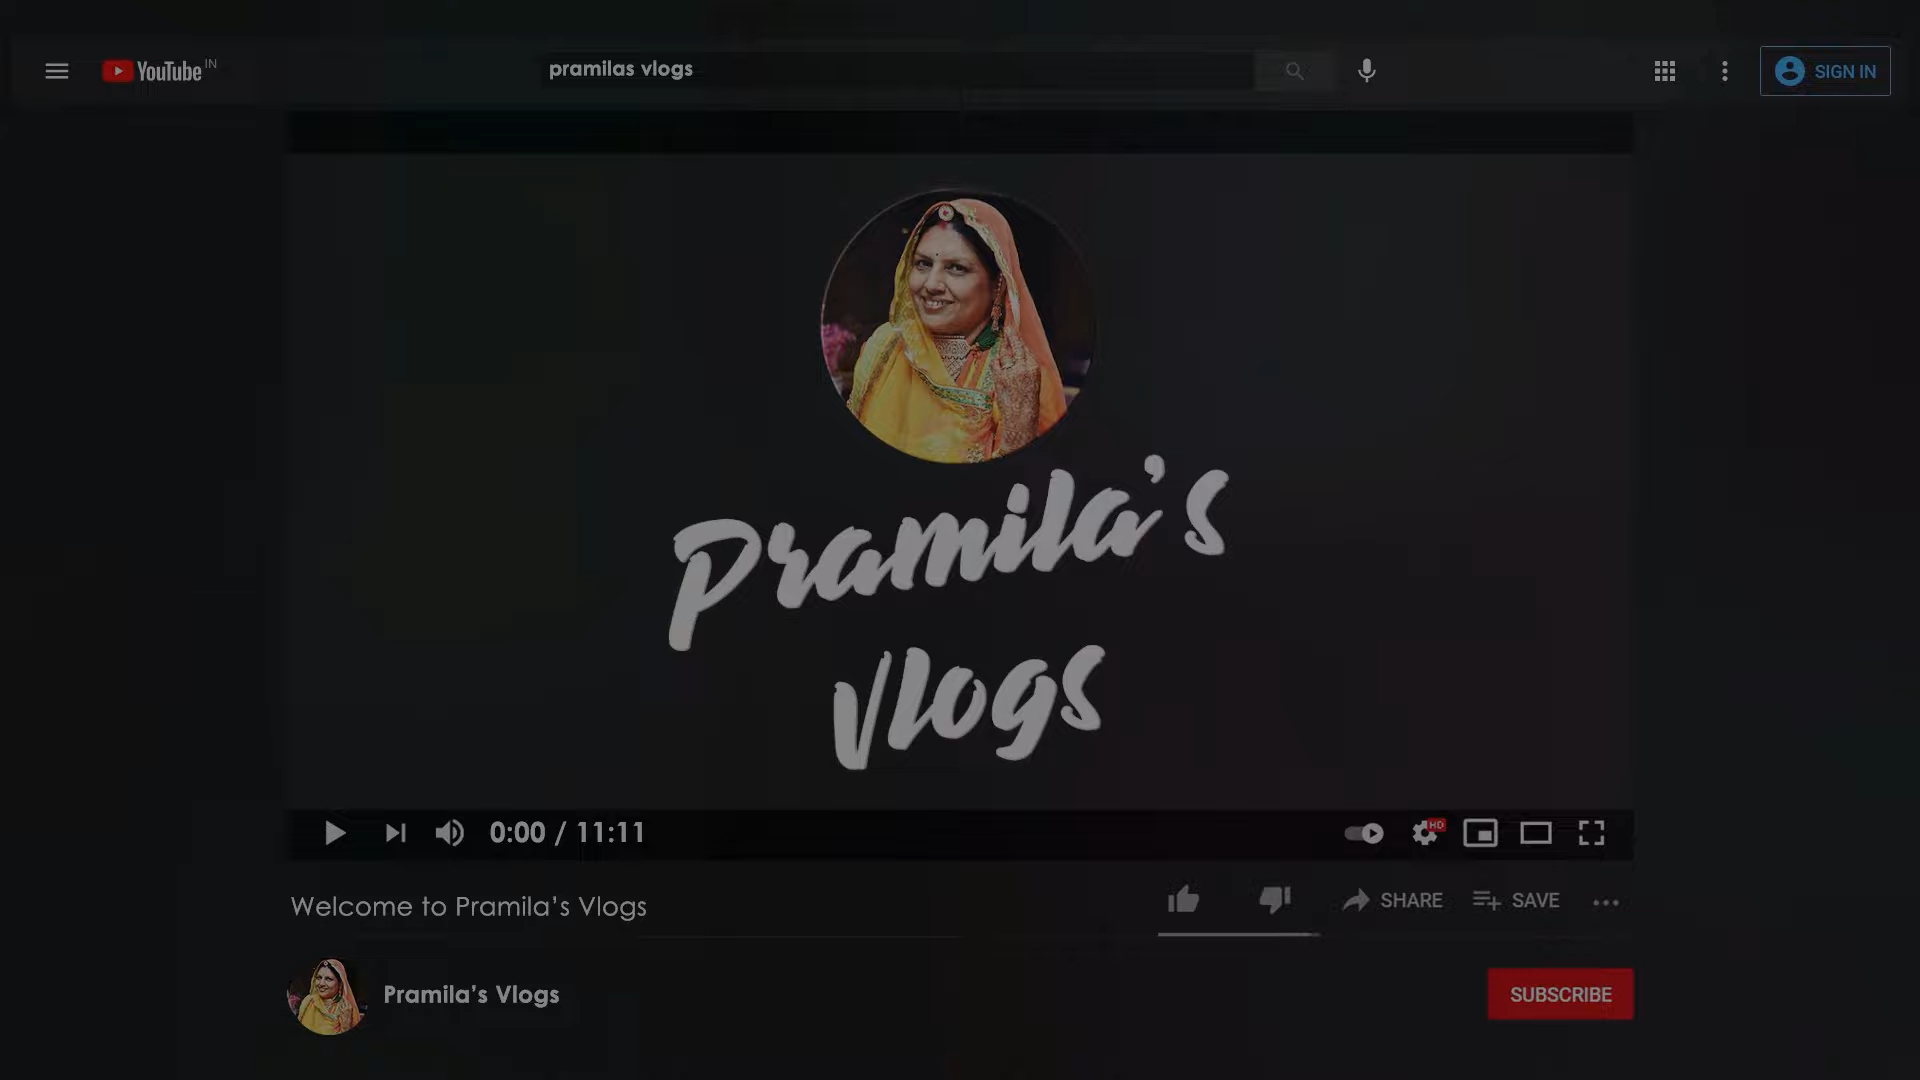 YouTube IN
pramilas vlogs
SIGN IN
Pramila's
Vlogs
0:00 / 11:11
HD
Welcome to Pramila's Vlogs
SHARE
SAVE
Pramila's Vlogs
SUBSCRIBE